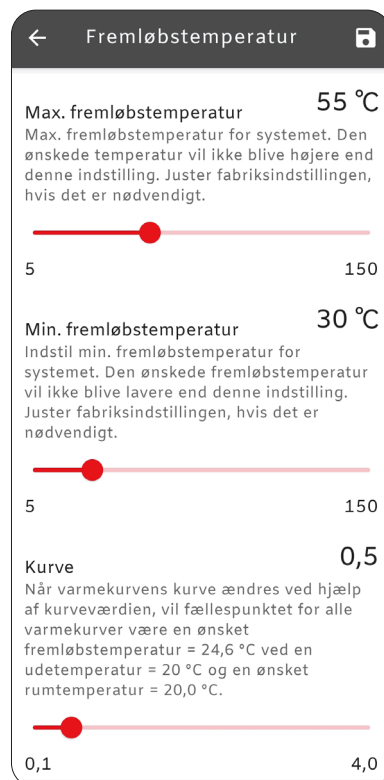 Fremløbstemperatur
55 °C
Max. fremløbstemperatur
Max. fremløbstemperatur for systemet. Den
ønskede temperatur vil ikke blive højere end
denne indstilling. Juster fabriksindstillingen,
hvis det er nødvendigt.
5 150
30 °C
Min. fremløbstemperatur
Indstil min. fremløbstemperatur for
systemet. Den ønskede fremløbstemperatur
vil ikke blive lavere end denne indstilling.
Juster fabriksindstillingen, hvis det er
nødvendigt.
5 150
0,5
Kurve
Når varmekurvens kurve ændres ved hjælp
af kurveværdien, vil fællespunktet for alle
varmekurver være en ønsket
fremløbstemperatur = 24,6 °C ved en
udetemperatur = 20 °C og en ønsket
rumtemperatur = 20,0 °C.
0,1 4,0